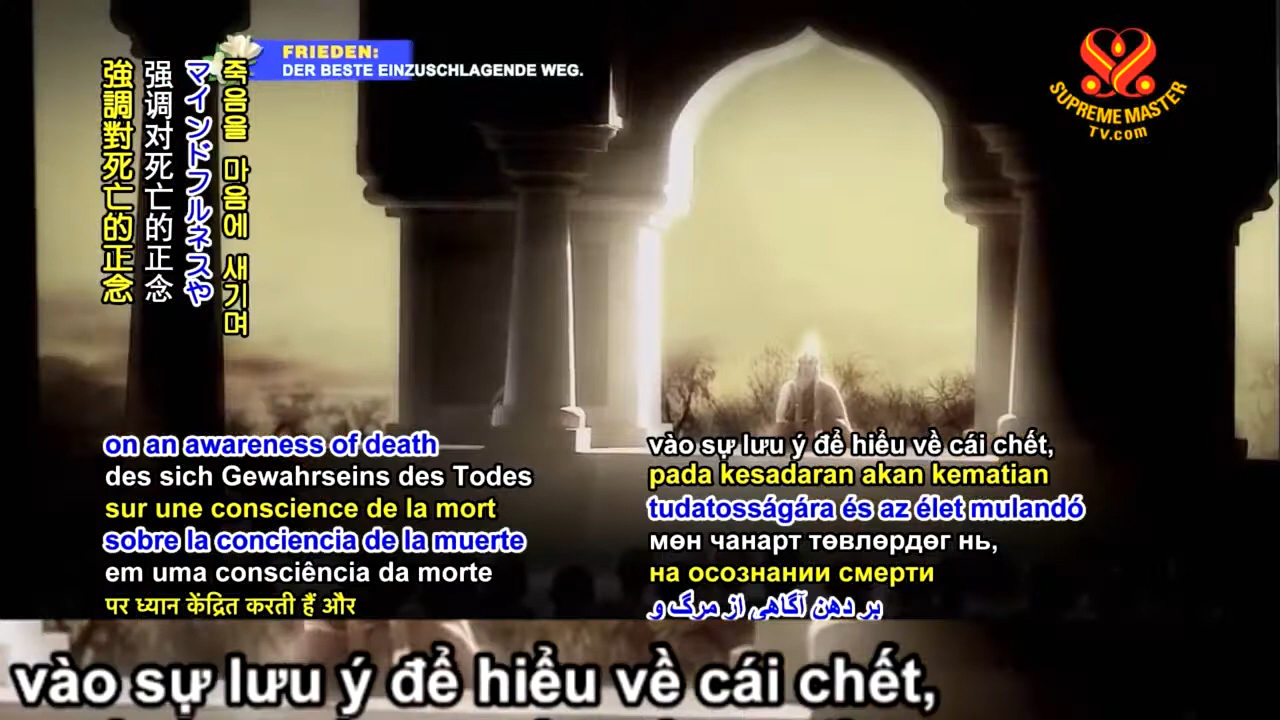 FRIEDEN:
DER BESTE EINZUSCHLAGENDE WEG.
SUPREME MASTER
TV.com
強調對死亡的正念
强调对死亡的正念
マインドフルネスや
죽음을 마음에 새기며
on an awareness of death
des sich Gewahrseins des Todes
sur une conscience de la mort
sobre la conciencia de la muerte
em uma consciência da morte
पर ध्यान केंद्रित करती हैं और
vào sự lưu ý để hiểu về cái chết,
pada kesadaran akan kematian
tudatosságára és az élet mulandó
мөн чанарт төвлөрдөг нь,
на осознании смерти
بر دهن آگاهی از مرگ و
vào sự lưu ý để hiểu về cái chết,